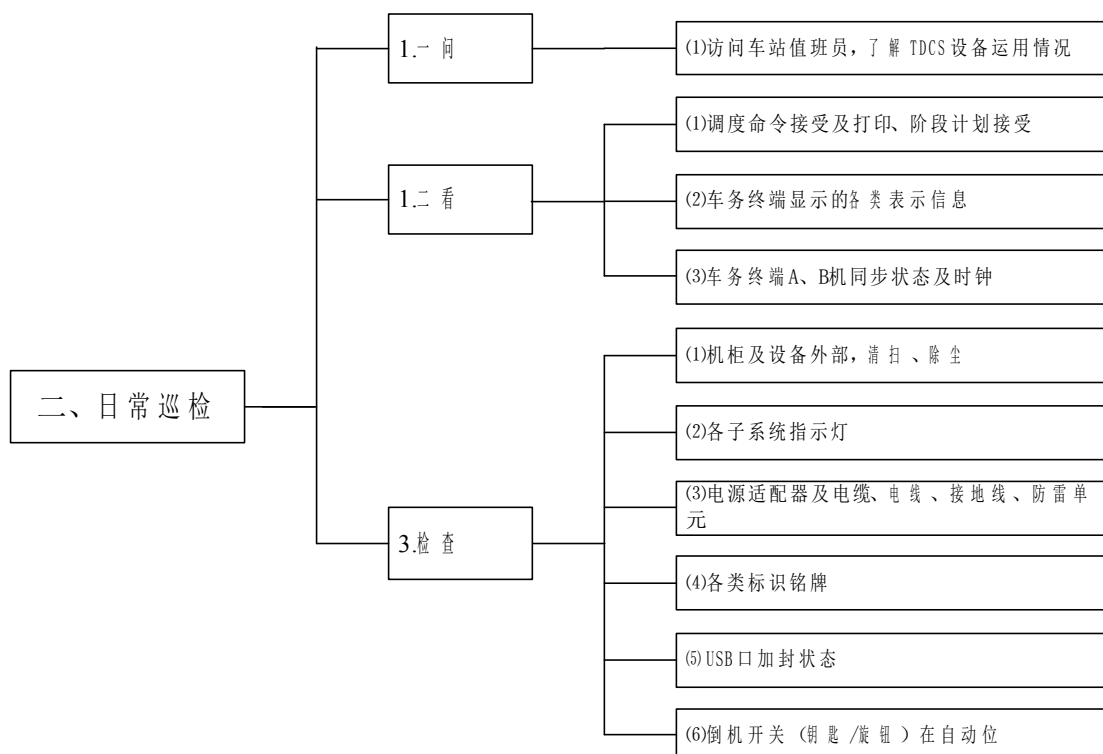 1.一问
⑴访问车站值班员，了解TDCS设备运用情况
⑴调度命令接受及打印、阶段计划接受
1.二看
⑵车务终端显示的各类表示信息
⑶车务终端A、B机同步状态及时钟
⑴机柜及设备外部，清扫、除尘
二、日常巡检
⑵各子系统指示灯
⑶电源适配器及电缆、电线、接地线、防雷单
元
3.检查
⑷各类标识铭牌
⑸USB口加封状态
⑹倒机开关（钥匙/旋钮）在自动位